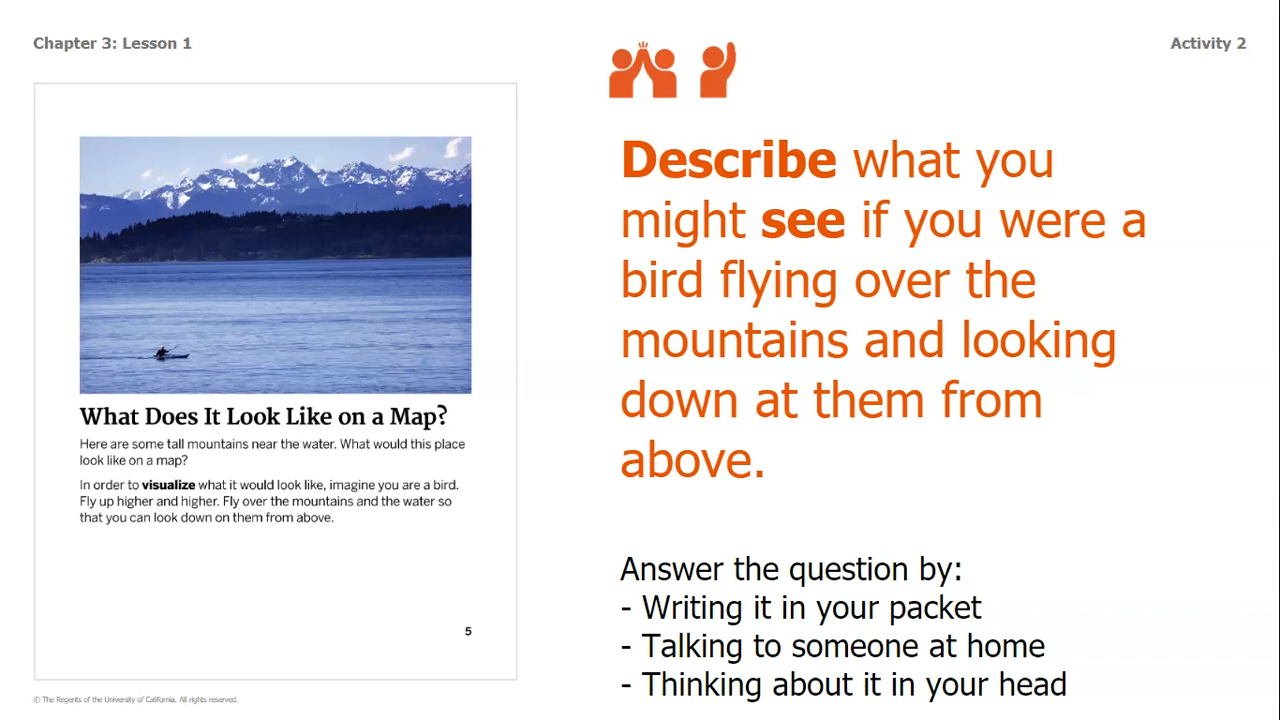 Chapter 3: Lesson 1
Activity 2
What Does It Look Like on a Map?
Here are some tall mountains near the water. What would this place
look like on a map?
In order to visualize what it would look like, imagine you are a bird.
Fly up higher and higher. Fly over the mountains and the water so
that you can look down on them from above.
5
© The Regents of the University of California. All rights reserved.
Describe what you
might see if you were a
bird flying over the
mountains and looking
down at them from
above.
Answer the question by:
- Writing it in your packet
- Talking to someone at home
- Thinking about it in your head